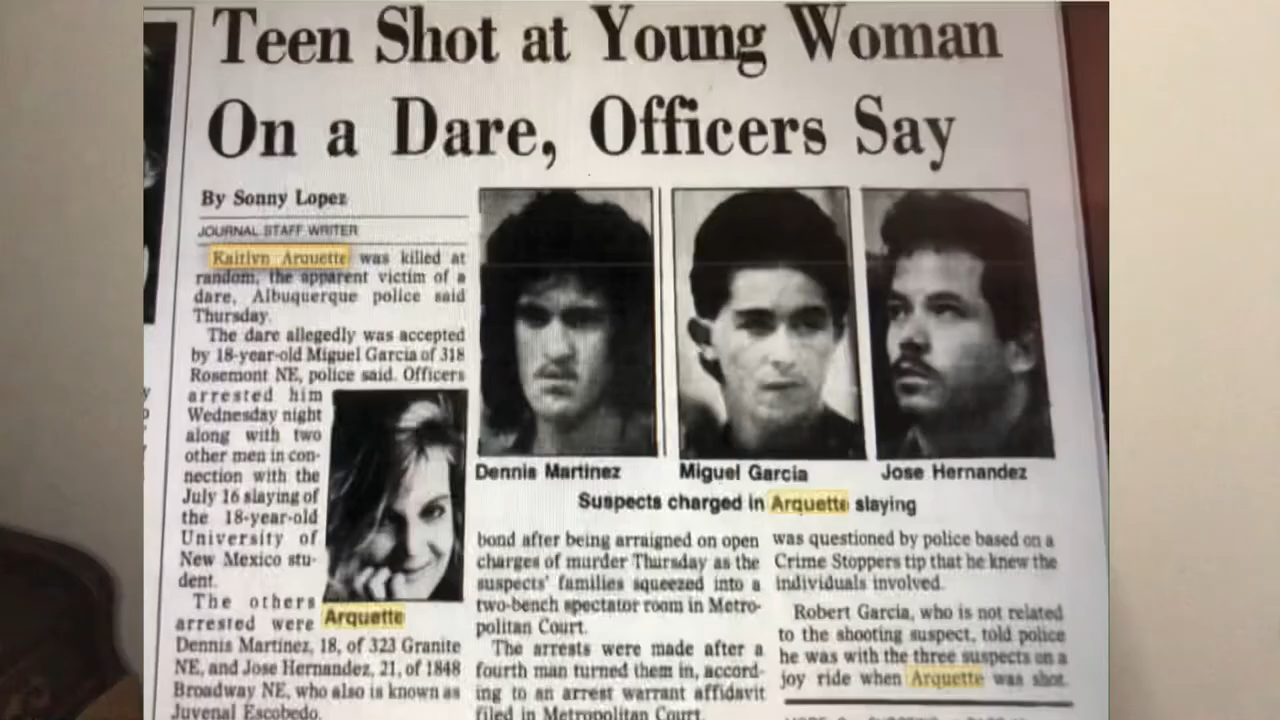 Teen Shot at Young Woman
On a Dare, Officers Say
By Sonny Lopez
JOURNAL STAFF WRITER
Kaitlyn Arquette was killed at
random, the apparent victim of a
dare, Albuquerque police said
Thursday.
The dare allegedly was accepted
by 18-year-old Miguel Garcia of 318
Rosemont NE, police said. Officers
arrested him
Wednesday night
along with two
other men in con-
nection with the
July 16 slaying of
the 18-year-old
University of
New Mexico stu-
dent.
The others
arrested were
Arquette
Dennis Martinez, 18, of 323 Granite
NE, and Jose Hernandez, 21, of 1848
Broadway NE, who also is known as
Juvenal Escobedo.
Dennis Martinez
Miguel Garcia
Jose Hernandez
Suspects charged in Arquette slaying
bond after being arraigned on open
charges of murder Thursday as the
suspects' families squeezed into a
two-bench spectator room in Metro-
politan Court.
The arrests were made after a
fourth man turned them in, accord-
ing to an arrest warrant affidavit
filed in Metropolitan Court.
was questioned by police based on a
Crime Stoppers tip that he knew the
individuals involved.
Robert Garcia, who is not related
to the shooting suspect, told police
he was with the three suspects on a
joy ride when Arquette was shot.